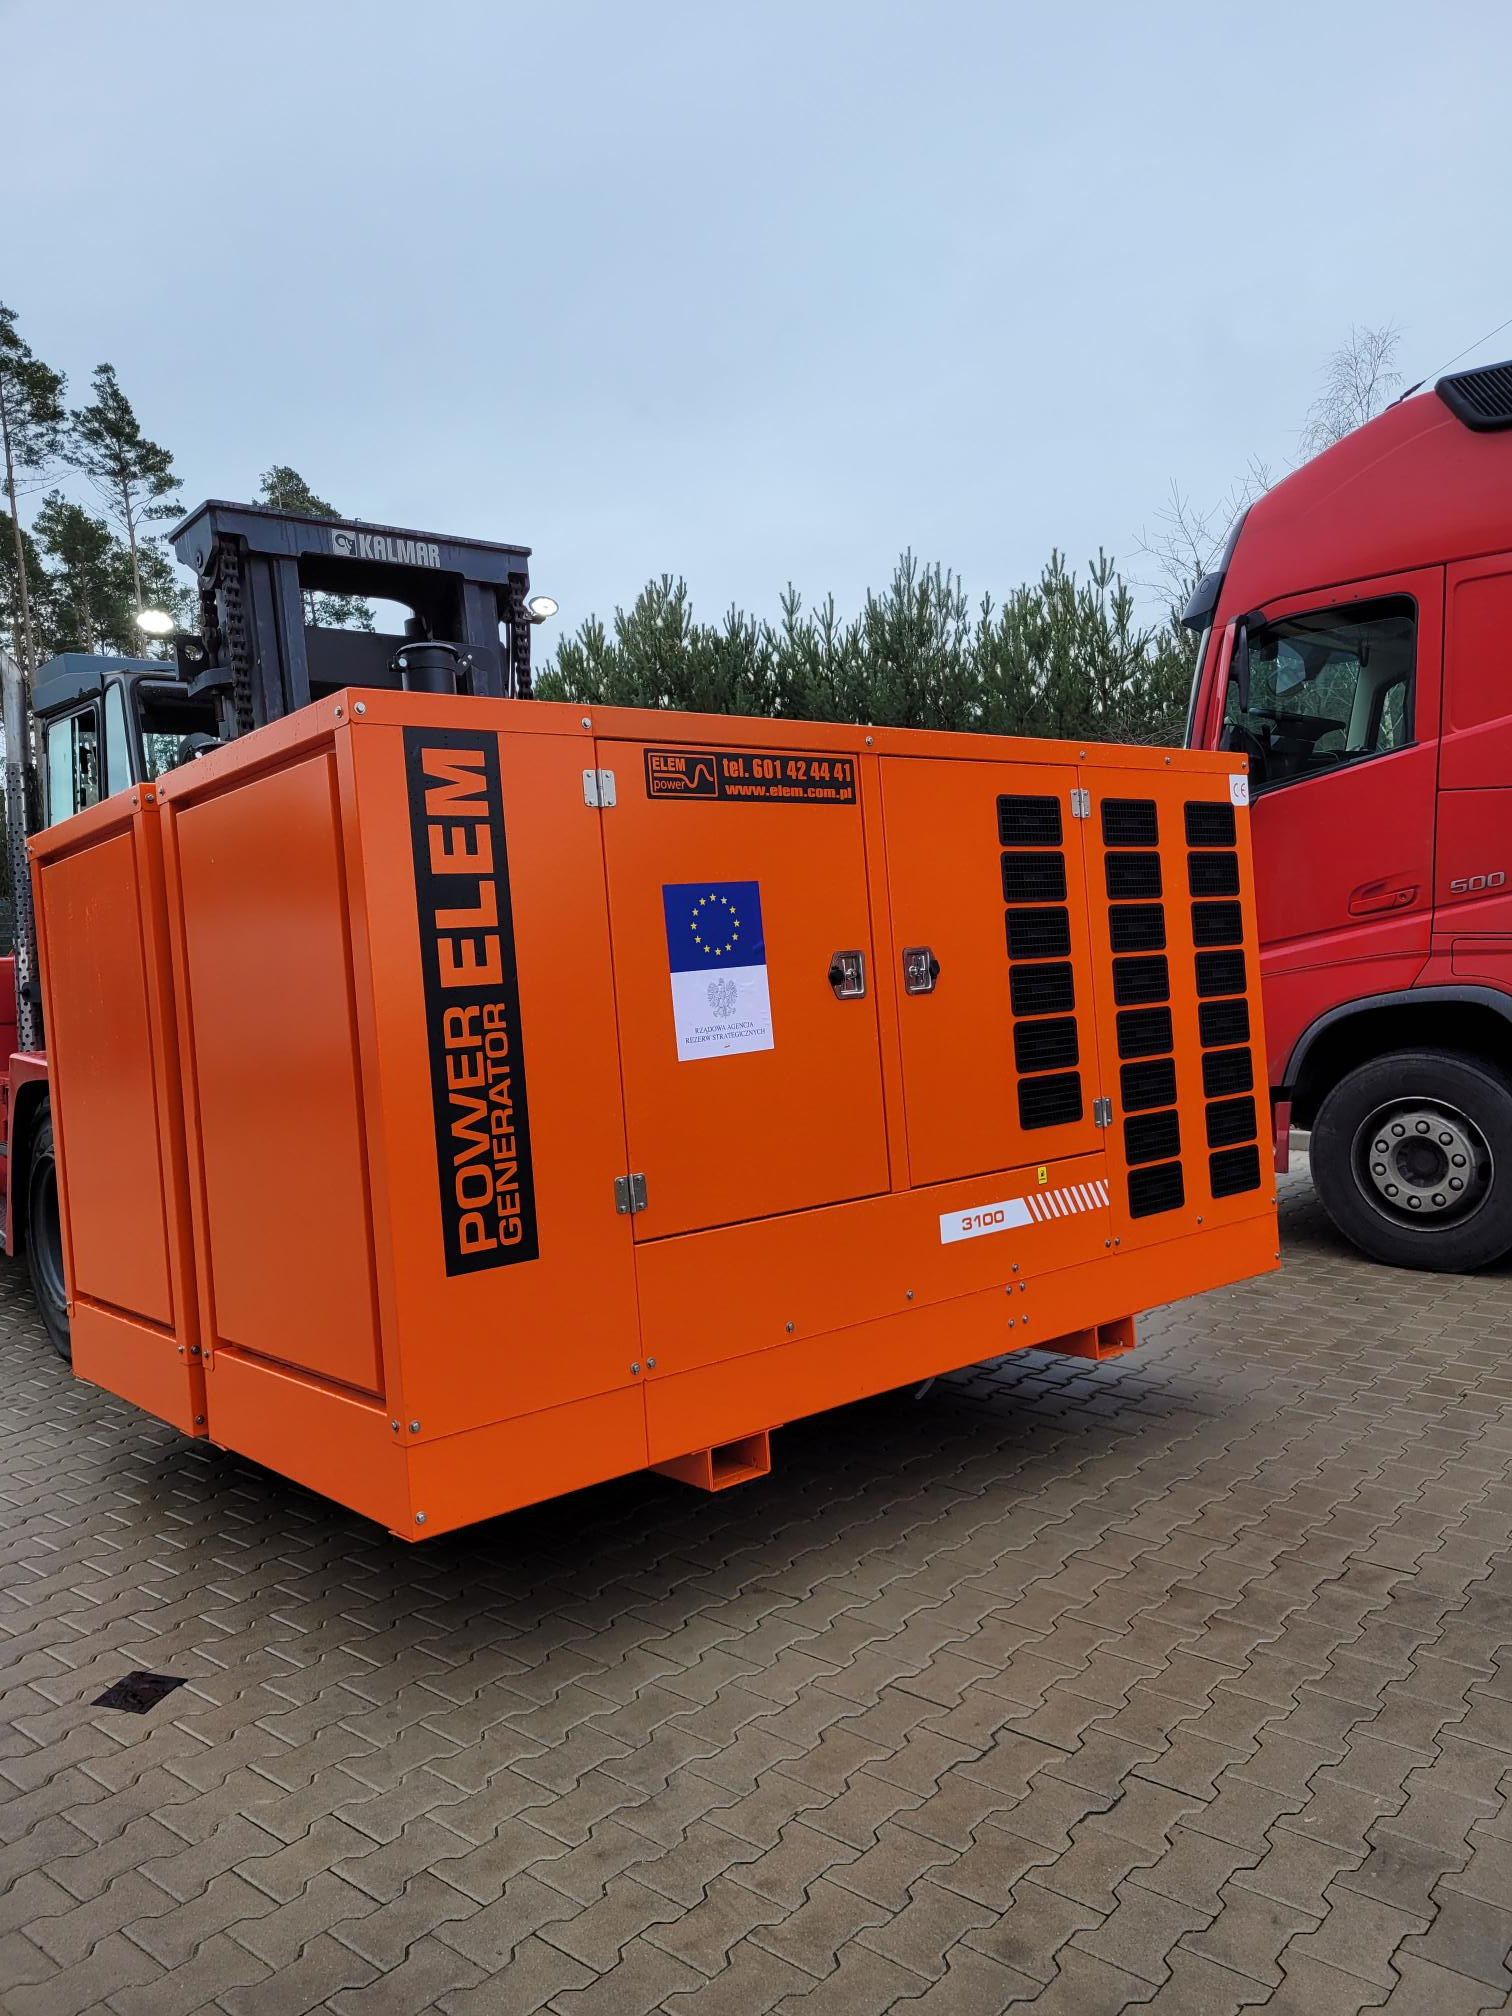 KALMAR
ELEM
power
tel. 601 42 44 41
www.elem.com.pl
CE
POWER ELEM
GENERATOR
RZĄDOWA AGENCJA
REZERW STRATEGICZNYCH
3100
500